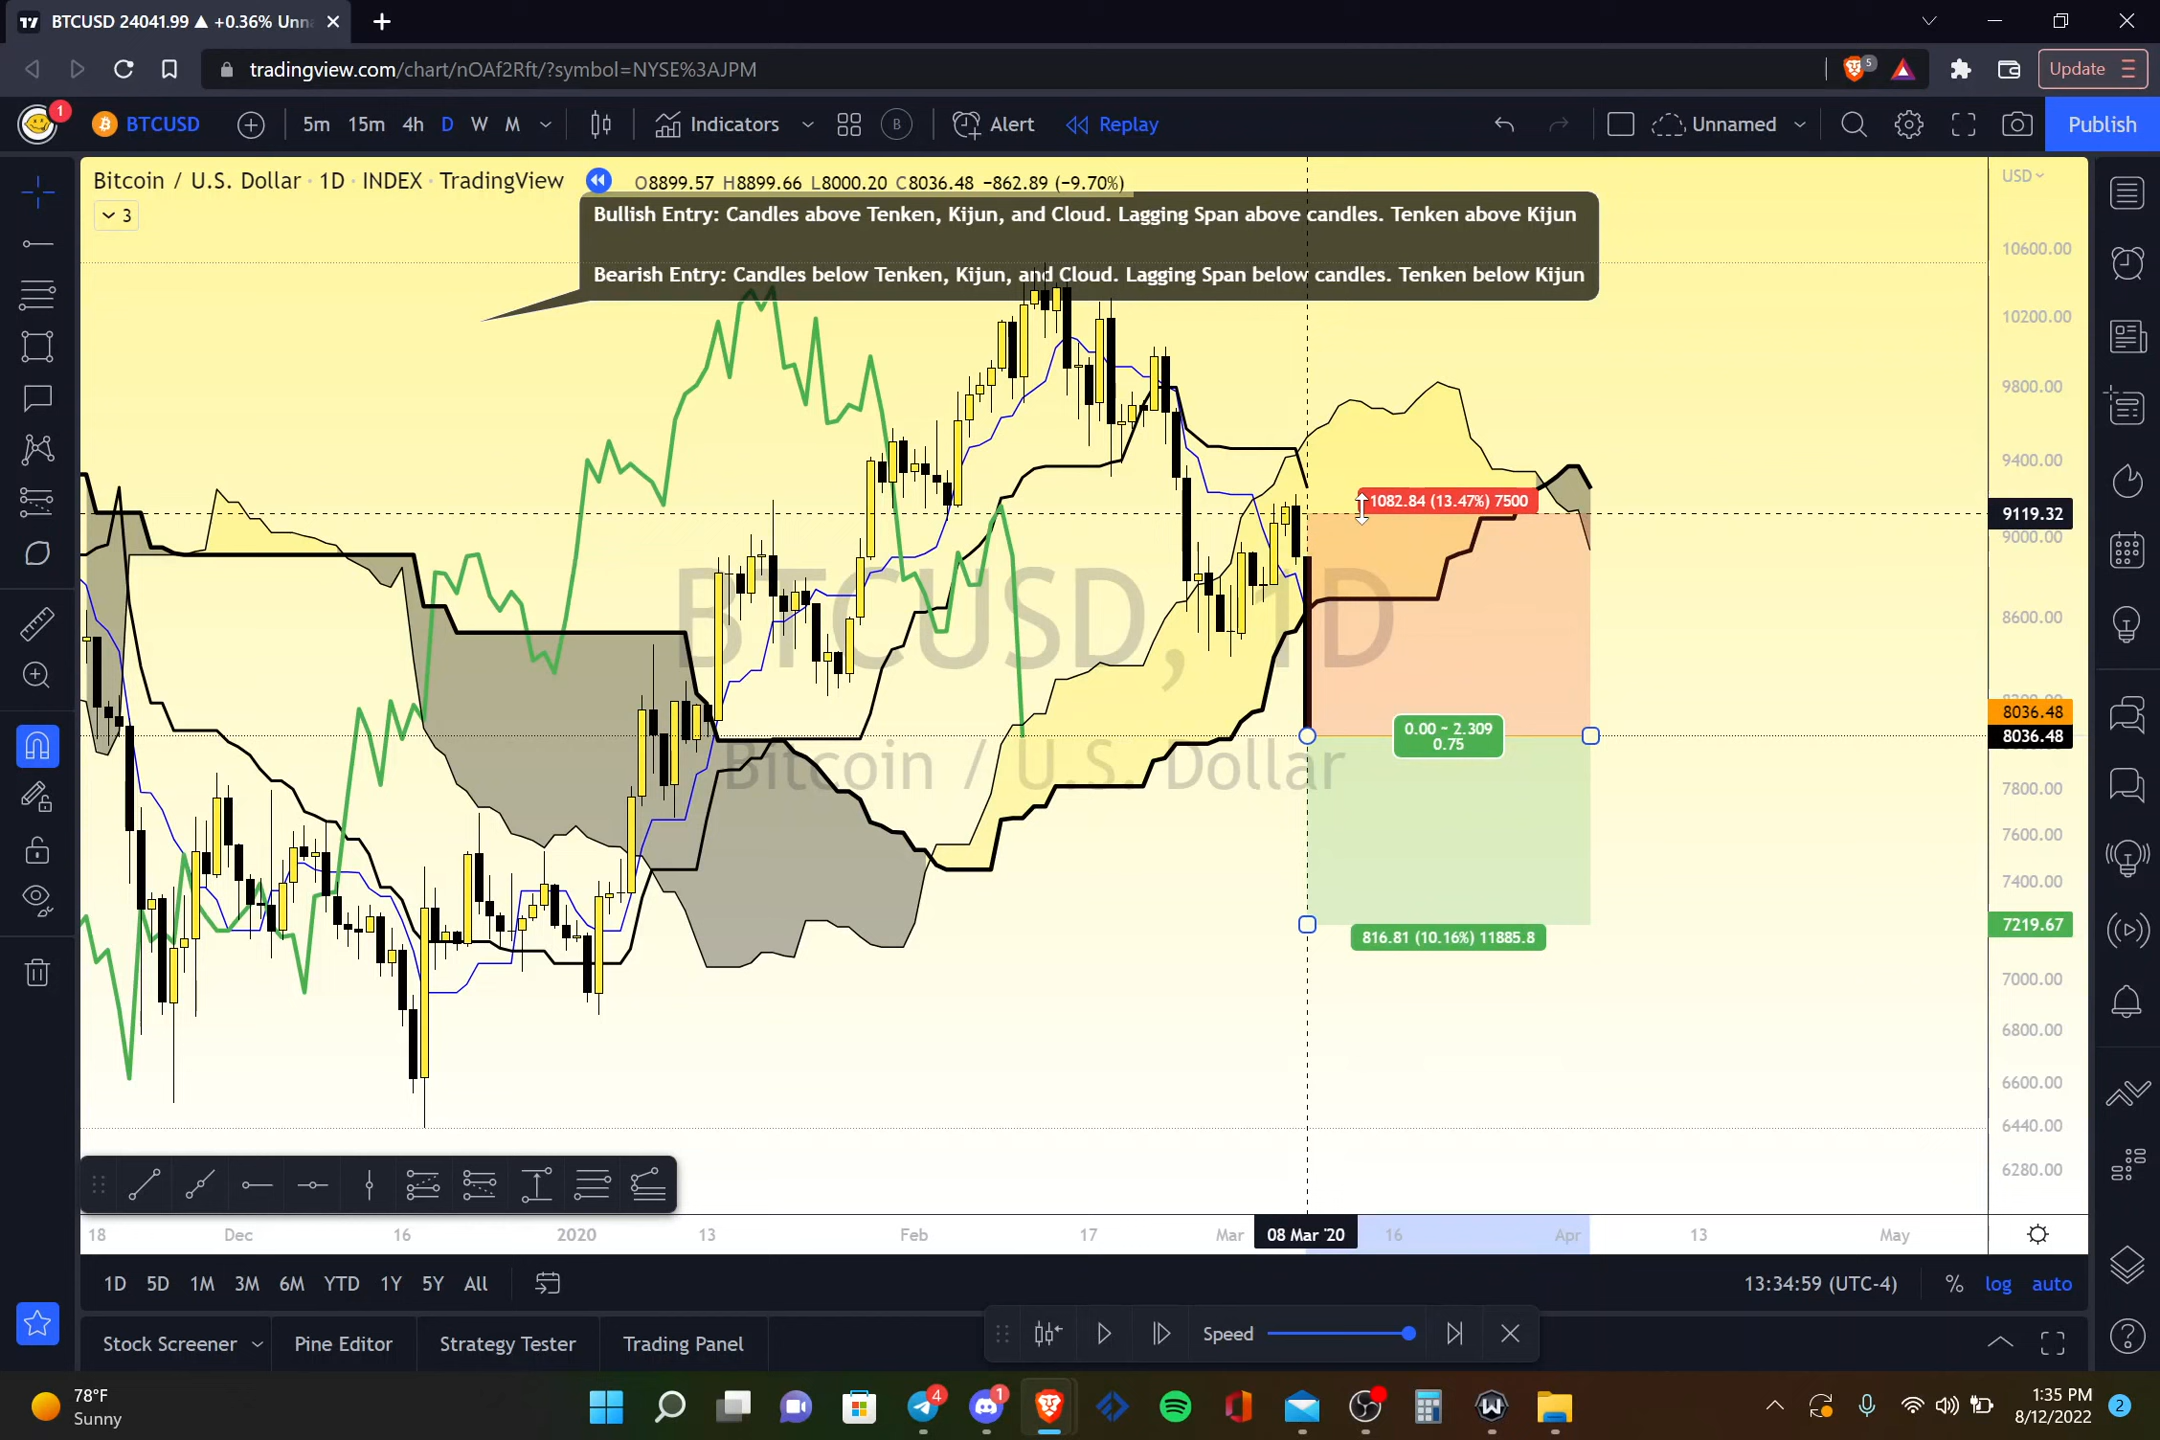 BTCUSD 24041.99 ▲ +0.36% Unn
tradingview.com/chart/nOAf2Rft/?symbol=NYSE%3AJPM
5
Update
1
BTCUSD
5m 15m 4h D W M
Indicators
B
Alert
Replay
Unnamed
Publish
Bitcoin / U.S. Dollar · 1D · INDEX · TradingView
O8899.57 H8899.66 L8000.20 C8036.48 −862.89 (−9.70%)
3
USD
Bullish Entry: Candles above Tenken, Kijun, and Cloud. Lagging Span above candles. Tenken above Kijun
Bearish Entry: Candles below Tenken, Kijun, and Cloud. Lagging Span below candles. Tenken below Kijun
10600.00
10200.00
9800.00
9400.00
1082.84 (13.47%) 7500
9119.32
9000.00
8600.00
BTCUSD, 1D
8036.48
8036.48
0.00 ~ 2.309
0.75
Bitcoin / U.S. Dollar
7800.00
7600.00
7400.00
7219.67
816.81 (10.16%) 11885.8
7000.00
6800.00
6600.00
6440.00
6280.00
18 Dec 16 2020 13 Feb 17 Mar 08 Mar '20 16 Apr 13 May
1D 5D 1M 3M 6M YTD 1Y 5Y All
13:34:59 (UTC-4) % log auto
Stock Screener Pine Editor Strategy Tester Trading Panel
Speed
78°F
Sunny
4
1
1:35 PM
8/12/2022
2